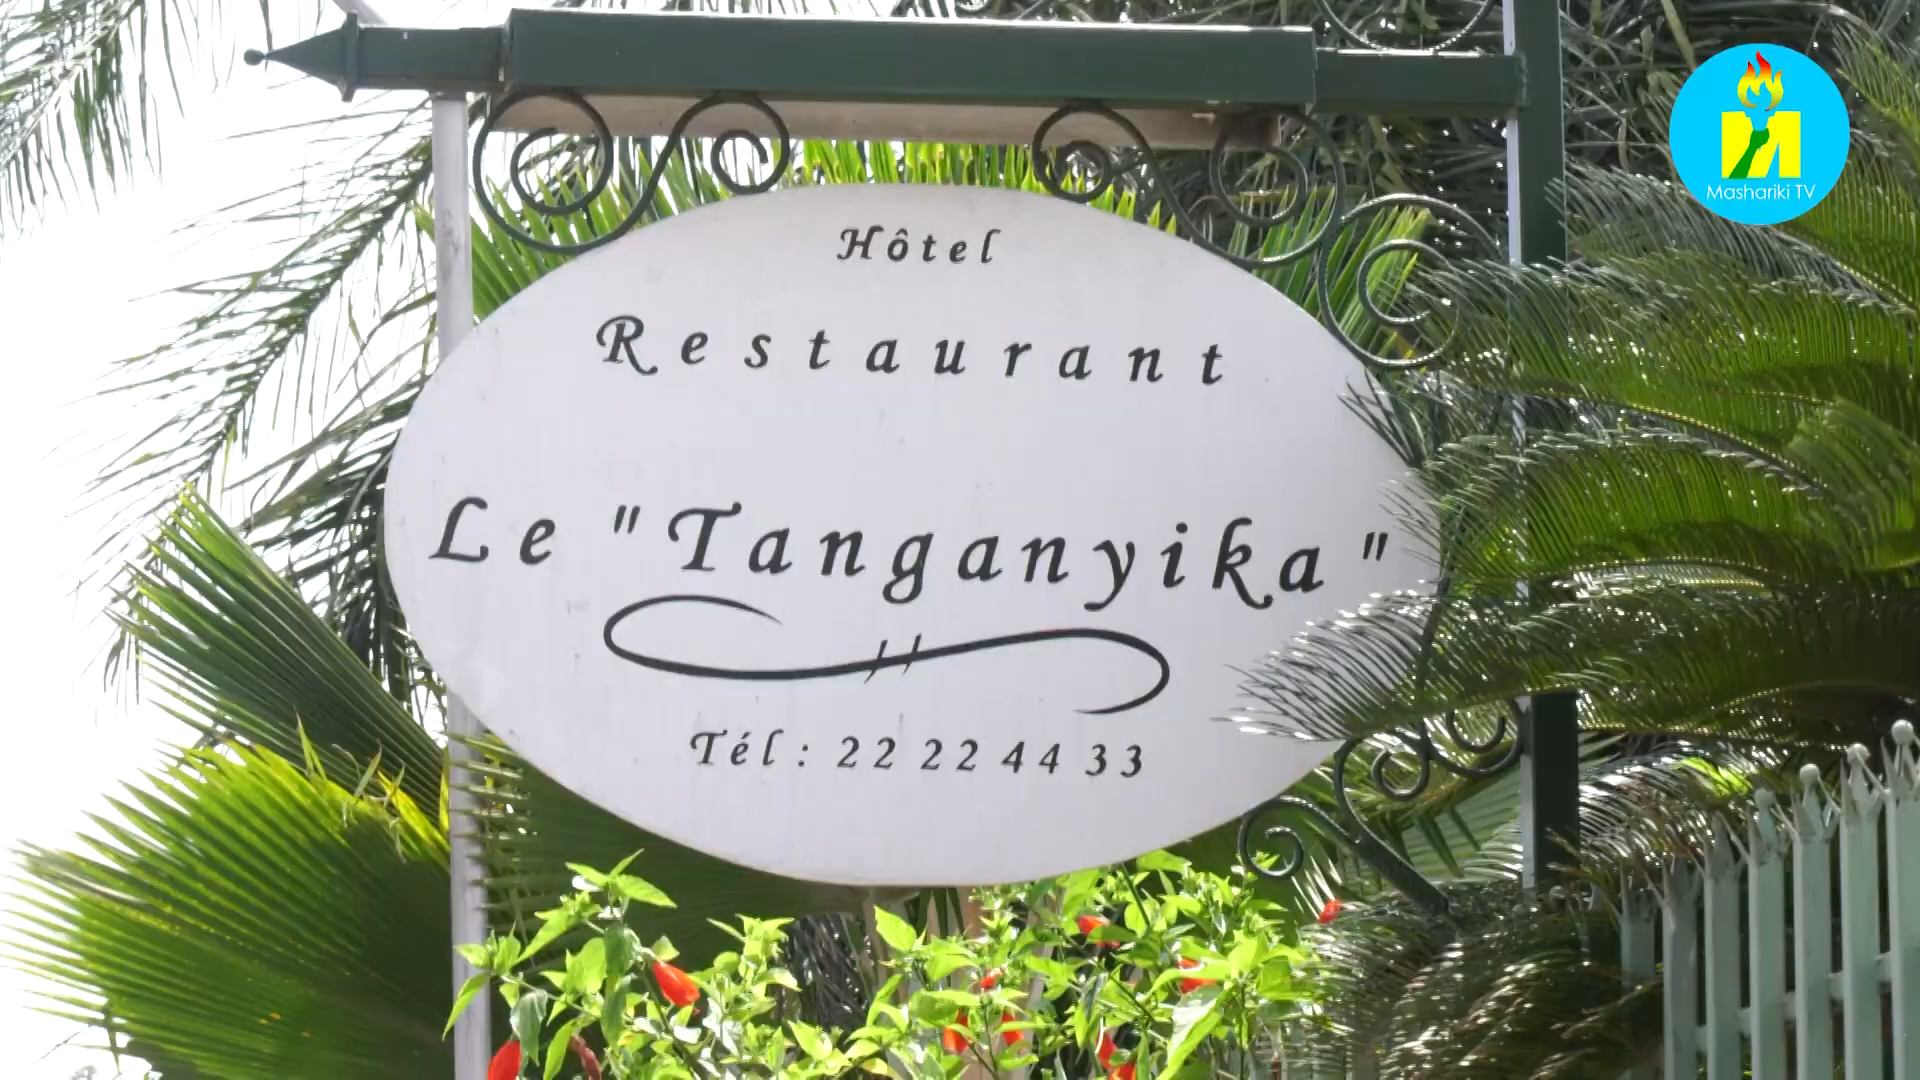 Hôtel
Restaurant
Le "Tanganyika"
Tél: 22 22 44 33
Mashariki TV